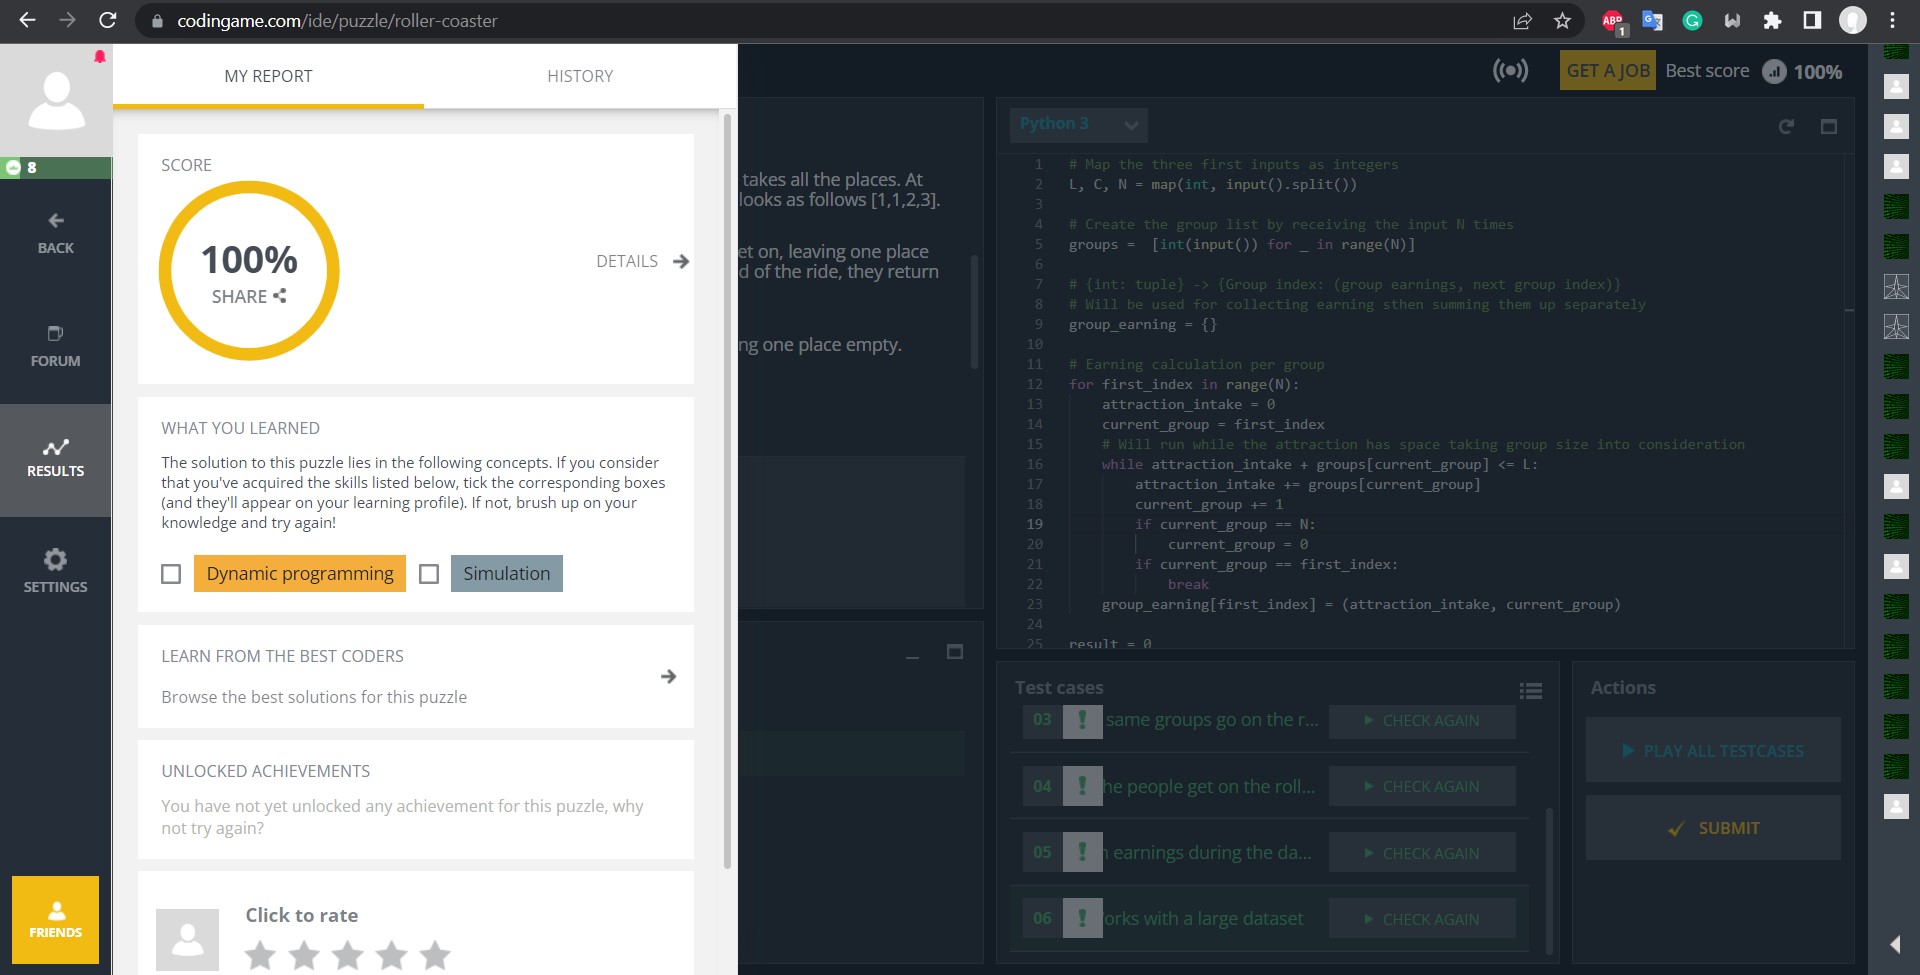 codingame.com/ide/puzzle/roller-coaster
ABP
1
G
8
BACK
FORUM
RESULTS
SETTINGS
FRIENDS
MY REPORT
HISTORY
SCORE
100%
SHARE
DETAILS
WHAT YOU LEARNED
The solution to this puzzle lies in the following concepts. If you consider
that you've acquired the skills listed below, tick the corresponding boxes
(and they'll appear on your learning profile). If not, brush up on your
knowledge and try again!
Dynamic programming
Simulation
LEARN FROM THE BEST CODERS
Browse the best solutions for this puzzle
UNLOCKED ACHIEVEMENTS
You have not yet unlocked any achievement for this puzzle, why
not try again?
Click to rate
takes all the places. At
looks as follows [1,1,2,3].
et on, leaving one place
d of the ride, they return
ng one place empty.
GET A JOB
Best score
100%
Python 3
1 # Map the three first inputs as integers
2 L, C, N = map(int, input().split())
3
4 # Create the group list by receiving the input N times
5 groups =  [int(input()) for _ in range(N)]
6
7 # {int: tuple} -> {Group index: (group earnings, next group index)}
8 # Will be used for collecting earning sthen summing them up separately
9 group_earning = {}
10
11 # Earning calculation per group
12 for first_index in range(N):
13     attraction_intake = 0
14     current_group = first_index
15     # Will run while the attraction has space taking group size into consideration
16     while attraction_intake + groups[current_group] <= L:
17         attraction_intake += groups[current_group]
18         current_group += 1
19         if current_group == N:
20             current_group = 0
21         if current_group == first_index:
22             break
23     group_earning[first_index] = (attraction_intake, current_group)
24
25 result = 0
Test cases
03 same groups go on the r... CHECK AGAIN
04 he people get on the roll... CHECK AGAIN
05 n earnings during the da... CHECK AGAIN
06 orks with a large dataset CHECK AGAIN
Actions
PLAY ALL TESTCASES
SUBMIT